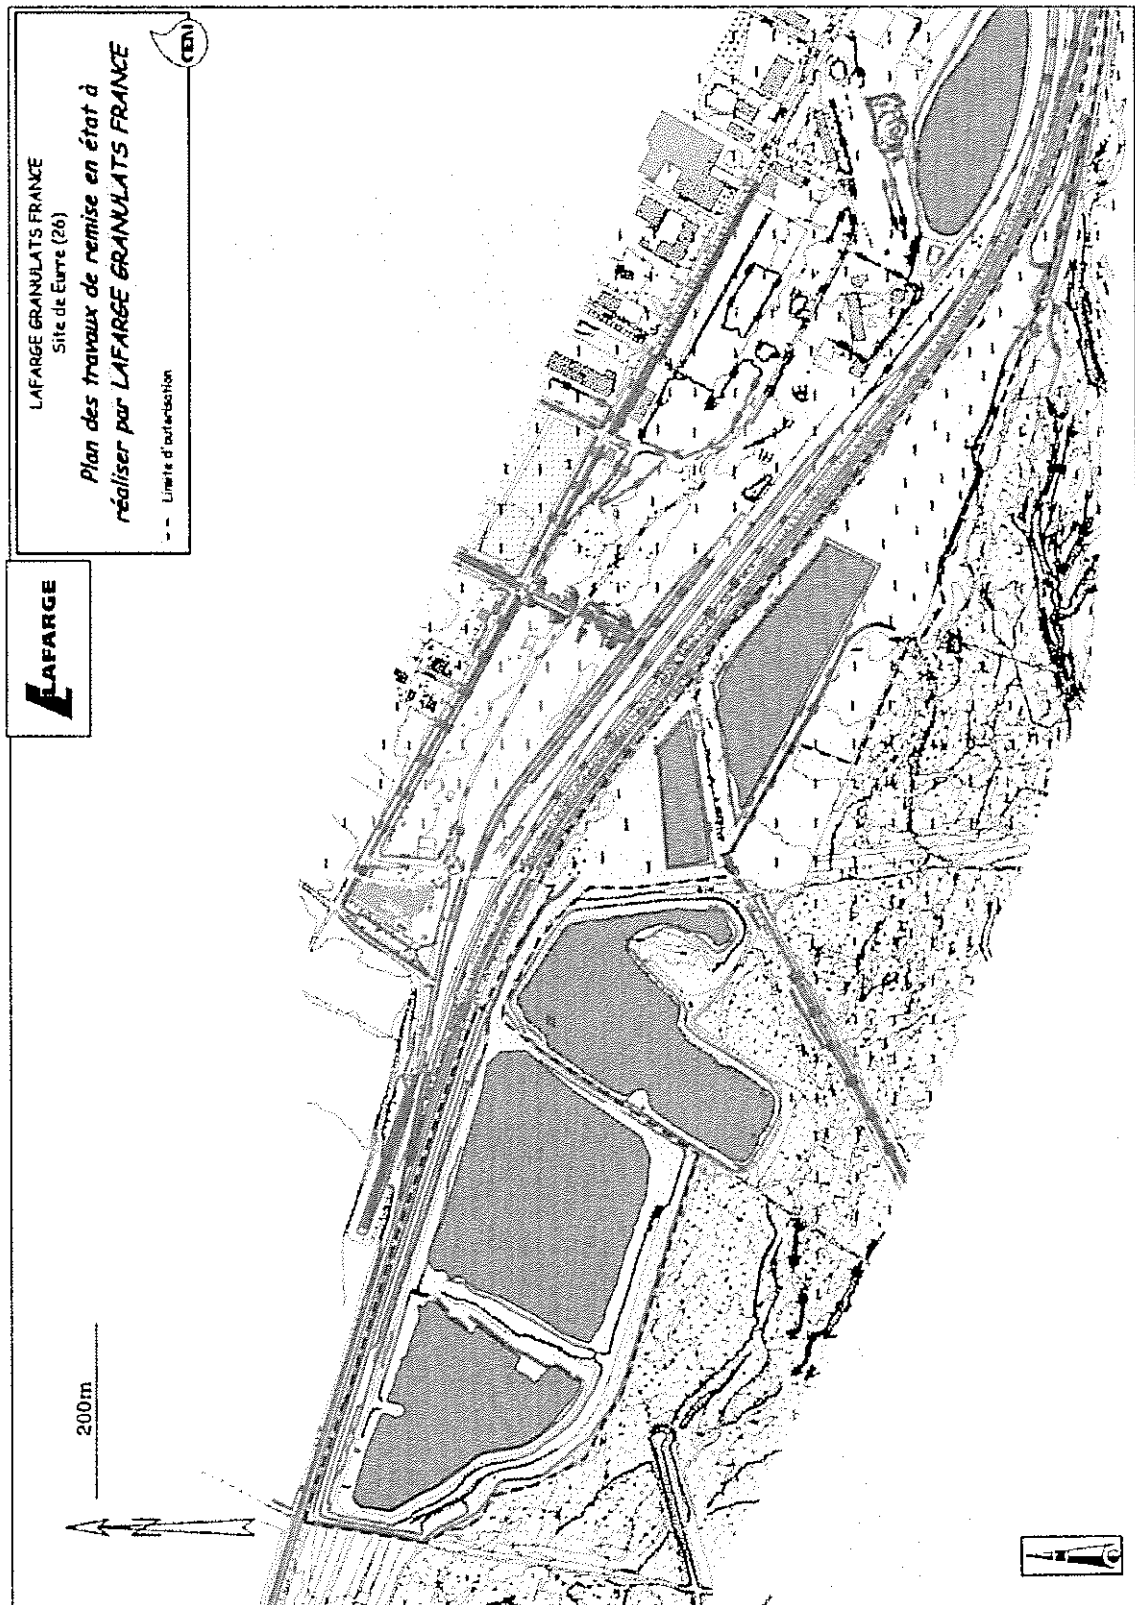 LAFARGE GRANULATS FRANCE
Site de Eurre (26)
Plan des travaux de remise en état à
réaliser par LAFARGE GRANULATS FRANCE
-- Limite d'autorisation
LAFARGE
200m